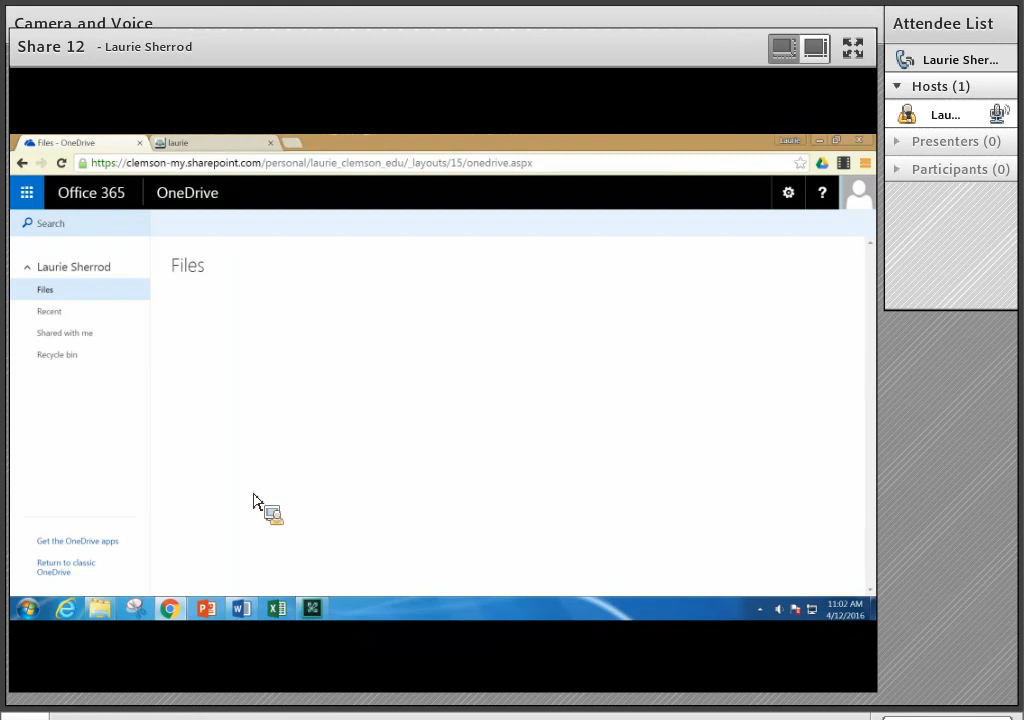 Camera and Voice
Share 12 - Laurie Sherrod
Attendee List
Laurie Sher...
Hosts (1)
Lau...
Presenters (0)
Participants (0)
Files - OneDrive
laurie
Laurie
https://clemson-my.sharepoint.com/personal/laurie_clemson_edu/_layouts/15/onedrive.aspx
Office 365
OneDrive
?
Search
Laurie Sherrod
Files
Recent
Shared with me
Recycle bin
Files
Get the OneDrive apps
Return to classic
OneDrive
11:02 AM
4/12/2016